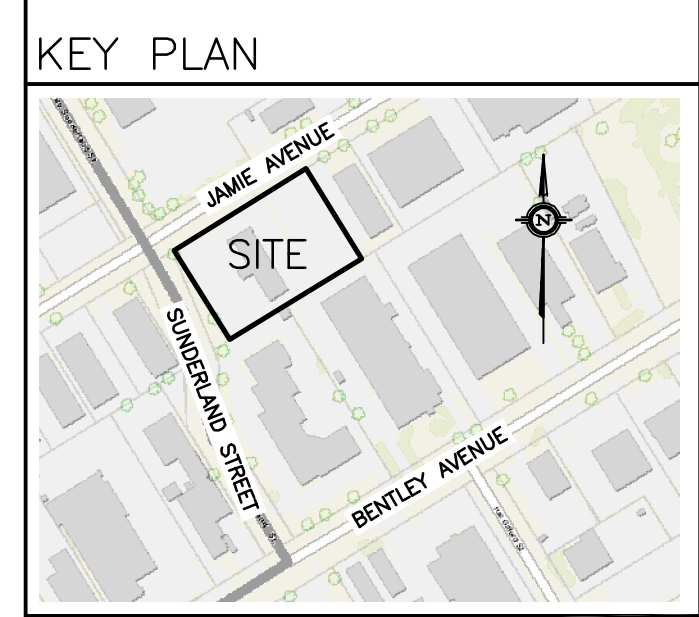 KEY PLAN
JAMIE AVENUE
SITE
N
SUNDERLAND STREET
BENTLEY AVENUE